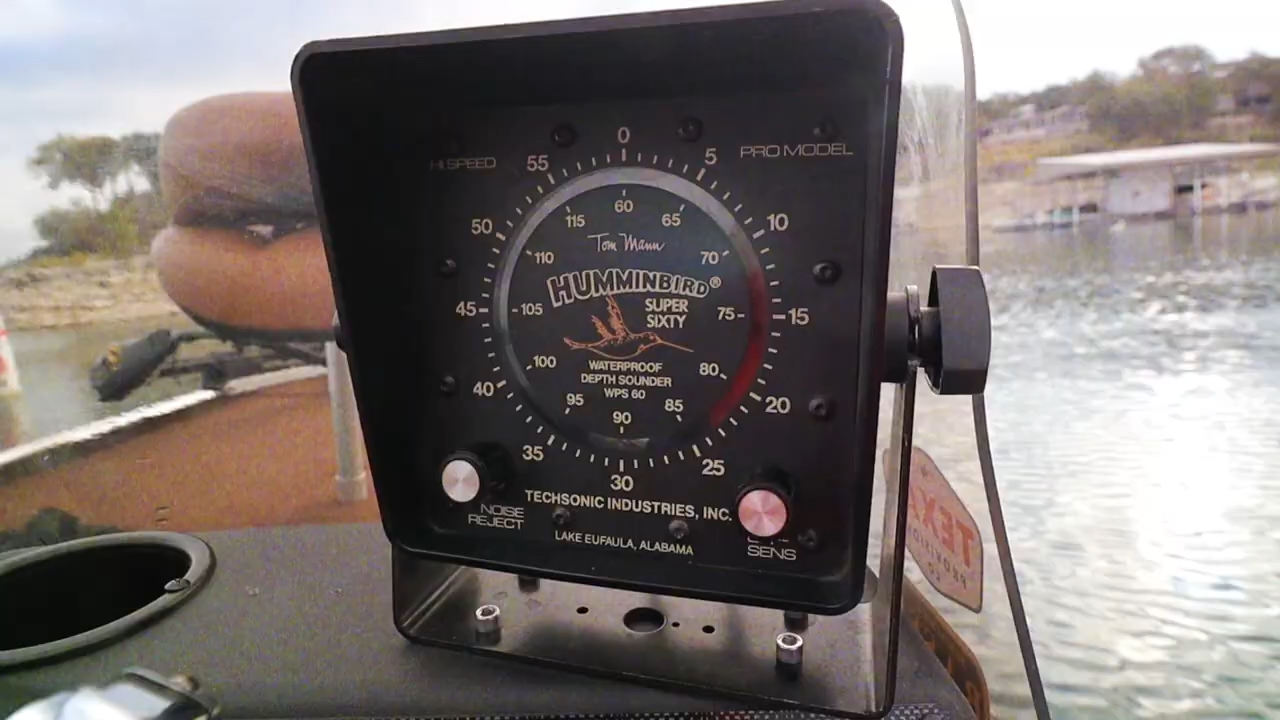 HI SPEED
PRO MODEL
0
5
10
15
20
25
30
35
40
45
50
55
60
65
70
75
80
85
90
95
100
105
110
115
Tom Mann
HUMMINBIRD®
SUPER
SIXTY
WATERPROOF
DEPTH SOUNDER
WPS 60
NOISE
REJECT
SENS
TECHSONIC INDUSTRIES, INC.
LAKE EUFAULA, ALABAMA
TEX